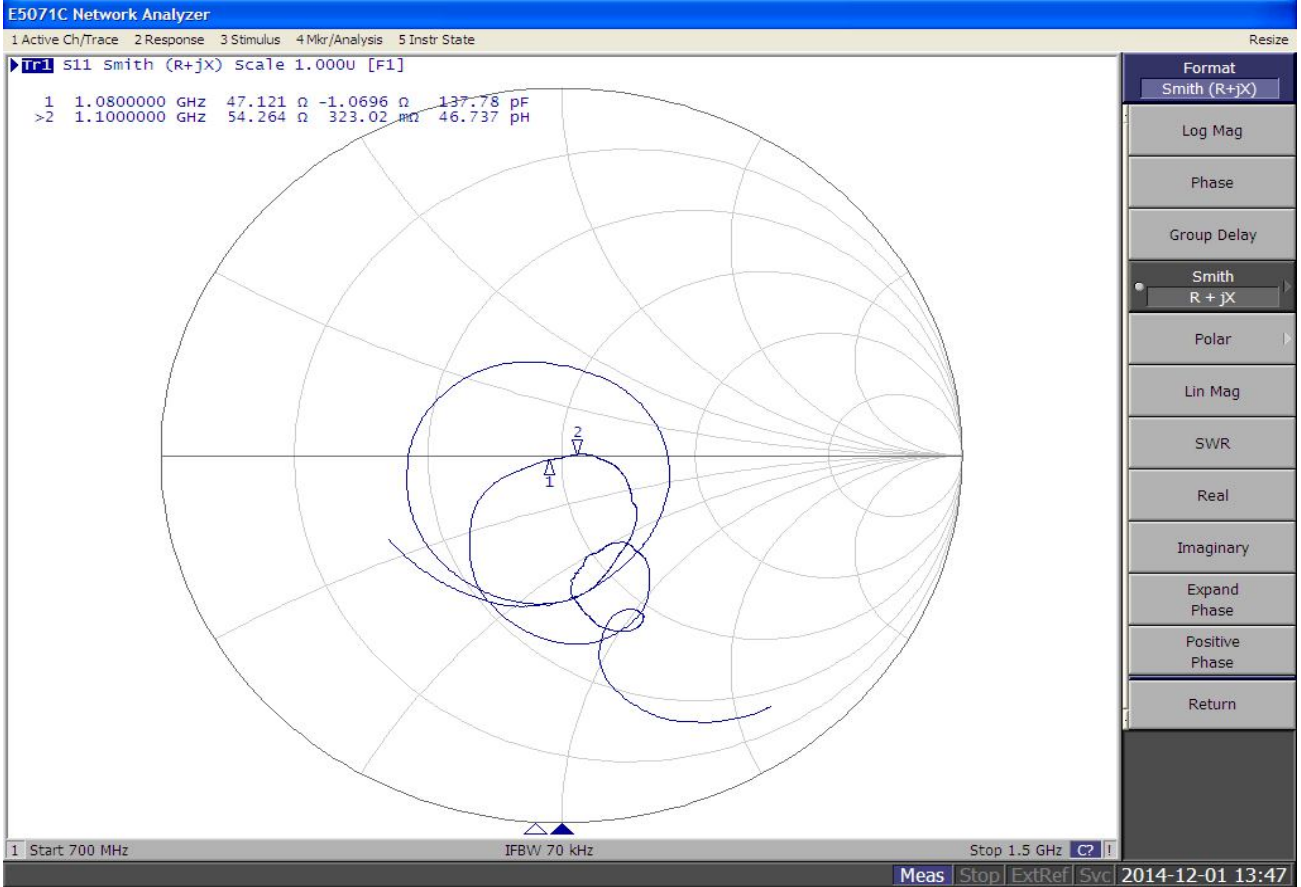 E5071C Network Analyzer
1 Active Ch/Trace 2 Response 3 Stimulus 4 Mkr/Analysis 5 Instr State Resize
Tr1 S11 Smith (R+jX) Scale 1.000U [F1]
1 1.0800000 GHz 47.121 Ω -1.0696 Ω 137.78 pF
>2 1.1000000 GHz 54.264 Ω 323.02 mΩ 46.737 pH
2
1
Format
Smith (R+jX)
Log Mag
Phase
Group Delay
Smith
R + jX
Polar
Lin Mag
SWR
Real
Imaginary
Expand
Phase
Positive
Phase
Return
1 Start 700 MHz IFBW 70 kHz Stop 1.5 GHz C? !
Meas Stop ExtRef Svc 2014-12-01 13:47